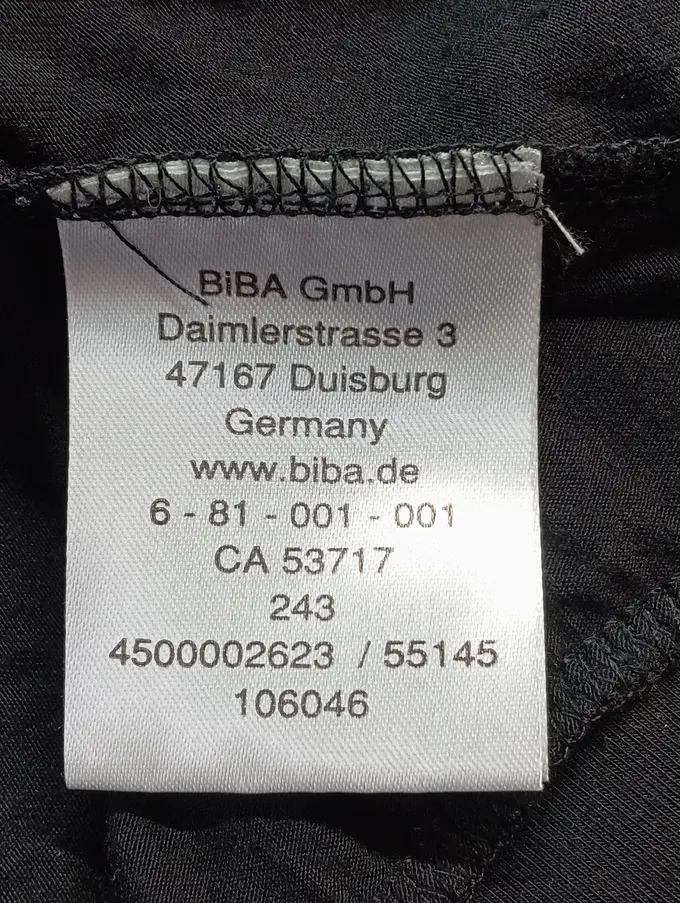 BiBA GmbH
Daimlerstrasse 3
47167 Duisburg
Germany
www.biba.de
6 - 81 - 001 - 001
CA 53717
243
4500002623 / 55145
106046